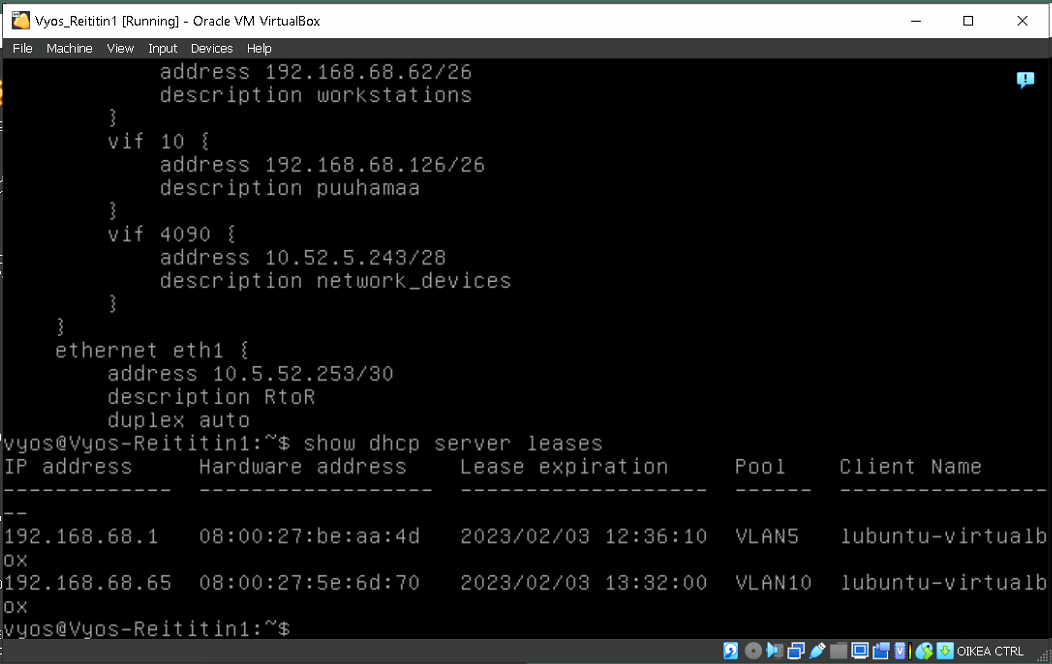 Vyos_Reititin1 [Running] - Oracle VM VirtualBox
File Machine View Input Devices Help
address 192.168.68.62/26
description workstations
}
vif 10 {
address 192.168.68.126/26
description puuhamaa
}
vif 4090 {
address 10.52.5.243/28
description network_devices
}
}
ethernet eth1 {
address 10.5.52.253/30
description RtoR
duplex auto
vyos@Vyos-Reititin1:~$ show dhcp server leases
IP address Hardware address Lease expiration Pool Client Name
------------- ------------------ ------------------- ------ ----------------
--
192.168.68.1 08:00:27:be:aa:4d 2023/02/03 12:36:10 VLAN5 lubuntu-virtualb
ox
192.168.68.65 08:00:27:5e:6d:70 2023/02/03 13:32:00 VLAN10 lubuntu-virtualb
ox
vyos@Vyos-Reititin1:~$
OIKEA CTRL